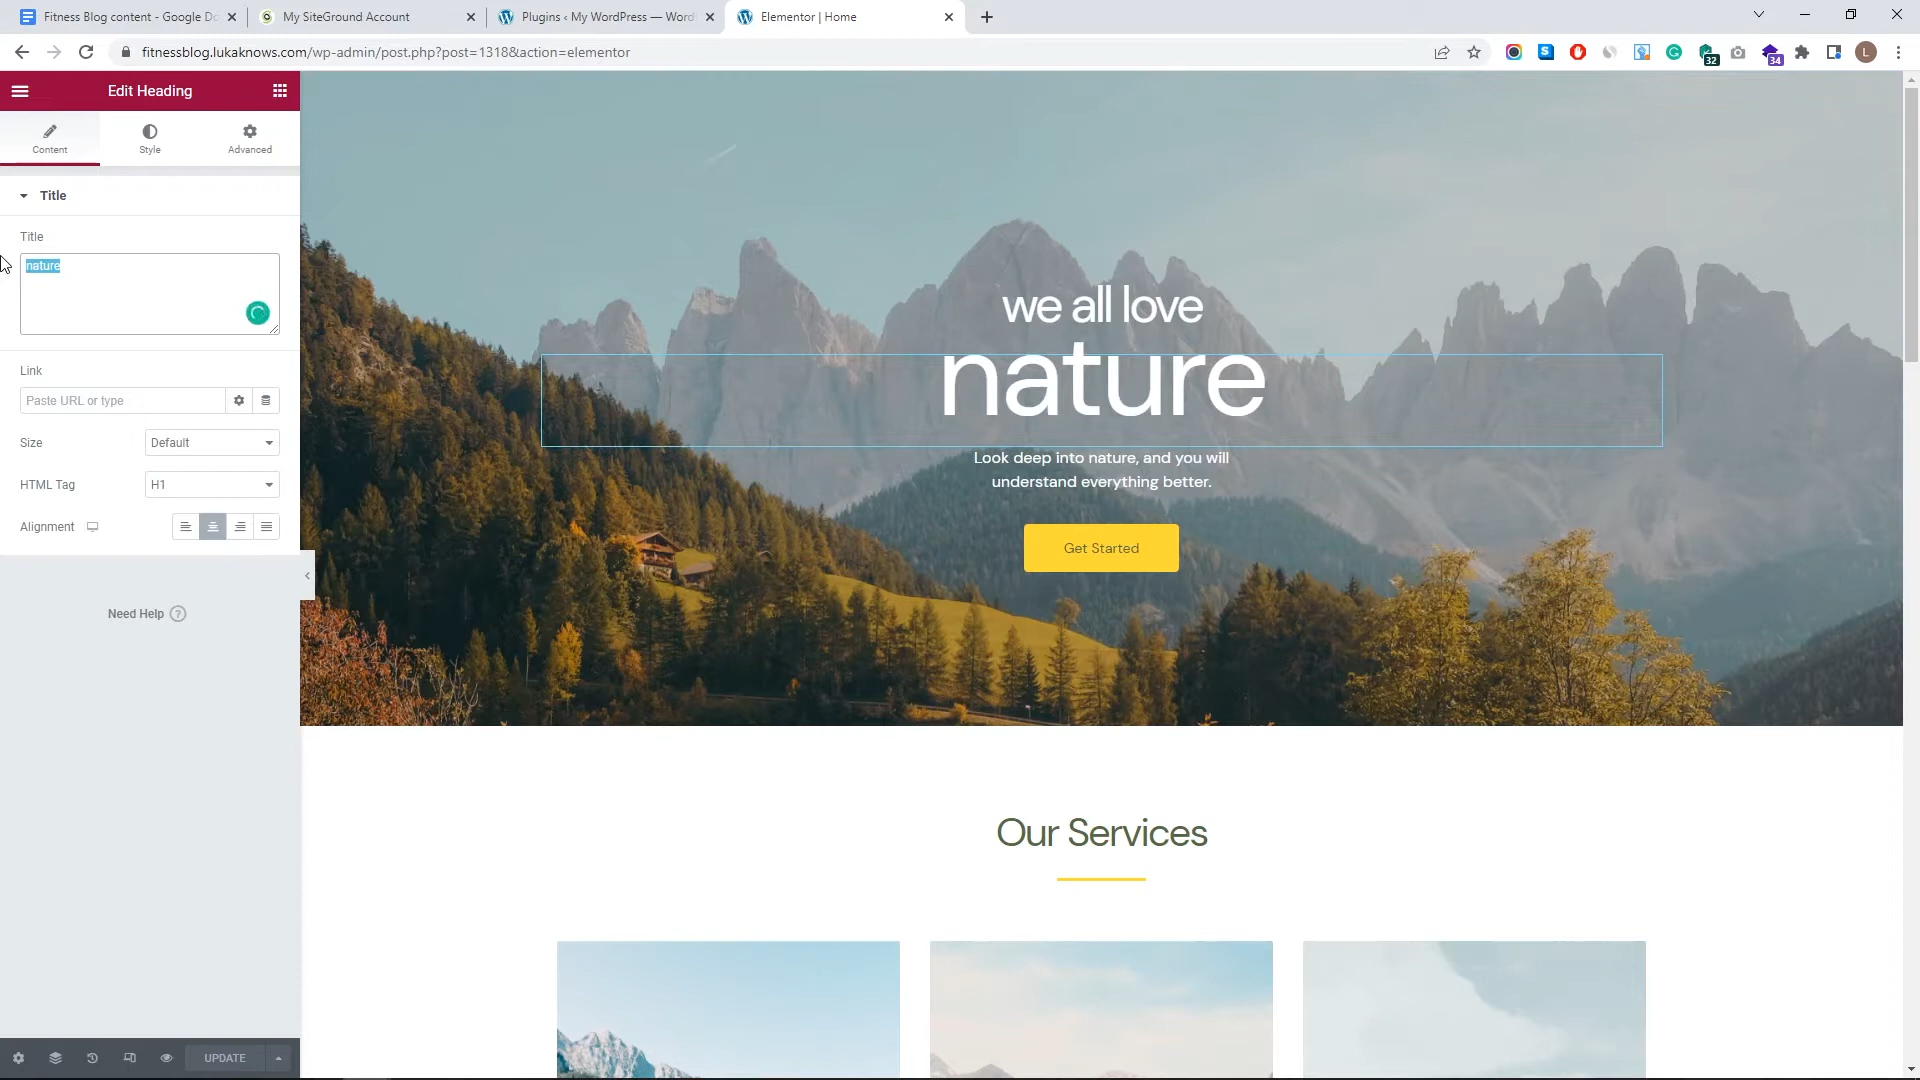 Fitness Blog content - Google Do
My SiteGround Account
Plugins ‹ My WordPress — Word
Elementor | Home
fitnessblog.lukaknows.com/wp-admin/post.php?post=1318&action=elementor
32
34
L
Edit Heading
Content
Style
Advanced
Title
Title
nature
Link
Paste URL or type
Size
Default
HTML Tag
H1
Alignment
Need Help ?
UPDATE
we all love
nature
Look deep into nature, and you will
understand everything better.
Get Started
Our Services